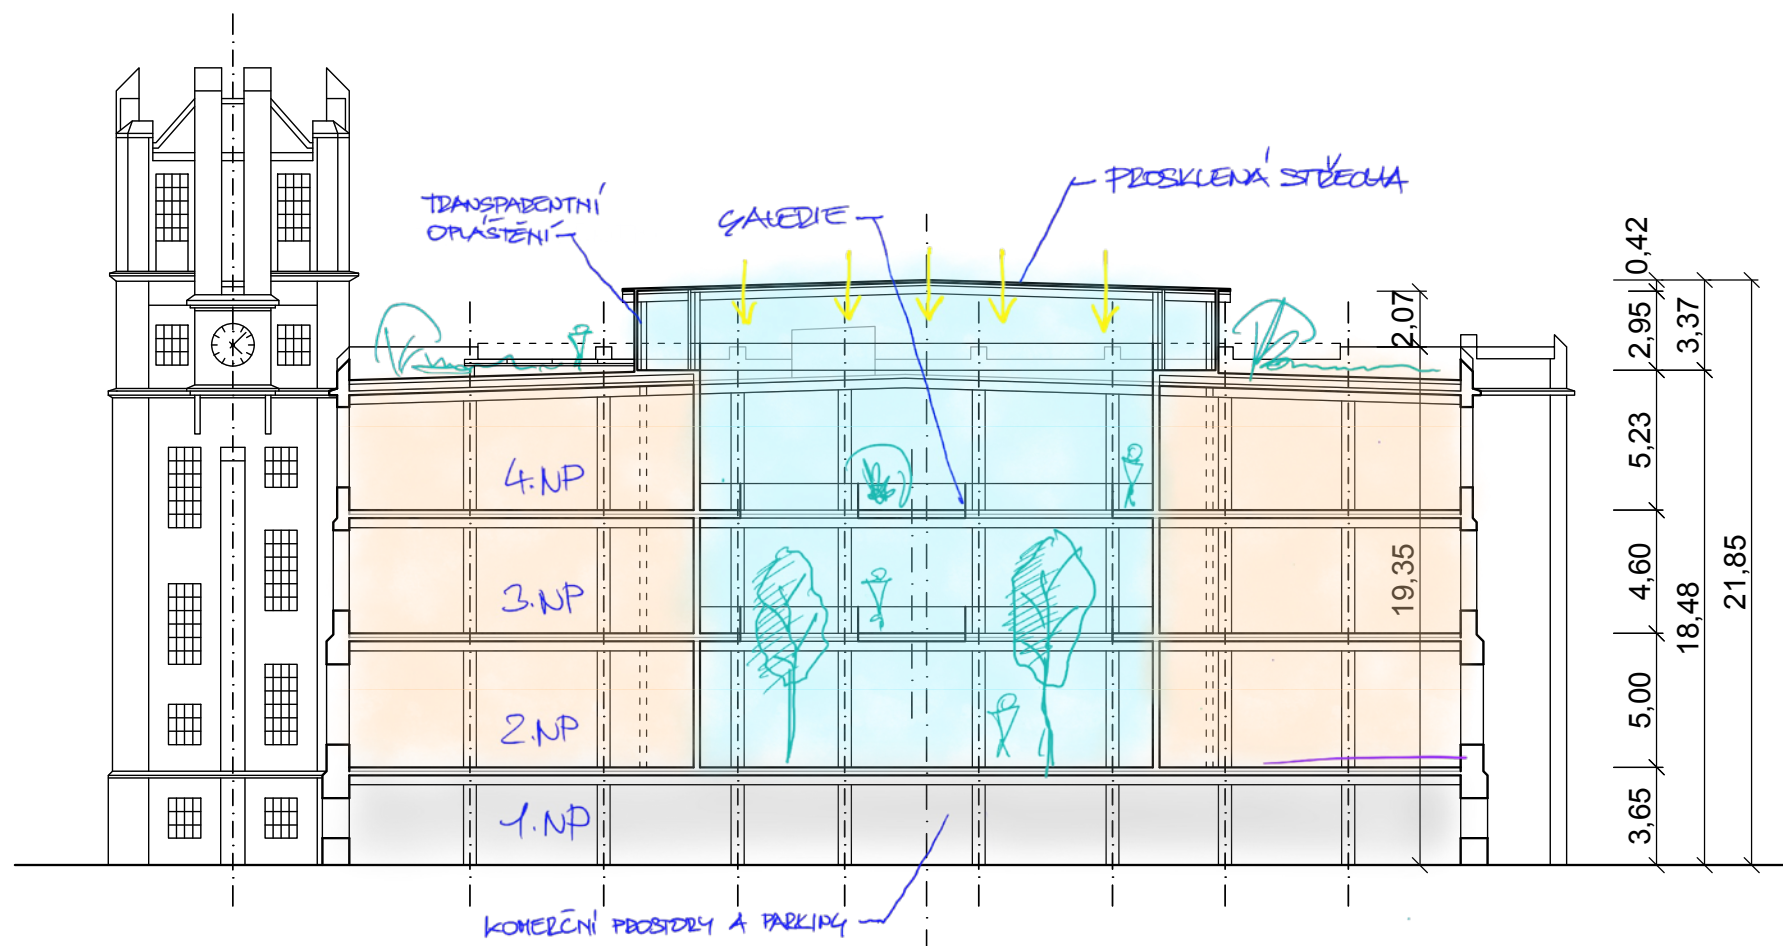 PROSKLENÁ STŘECHA
TRANSPARENTNÍ
OPLÁŠTĚNÍ
GALERIE
0,42
2,95
3,37
2,07
5,23
4.NP
4,60
19,35
21,85
3.NP
18,48
5,00
2.NP
3,65
1.NP
KOMERČNÍ PROSTORY A PARKING